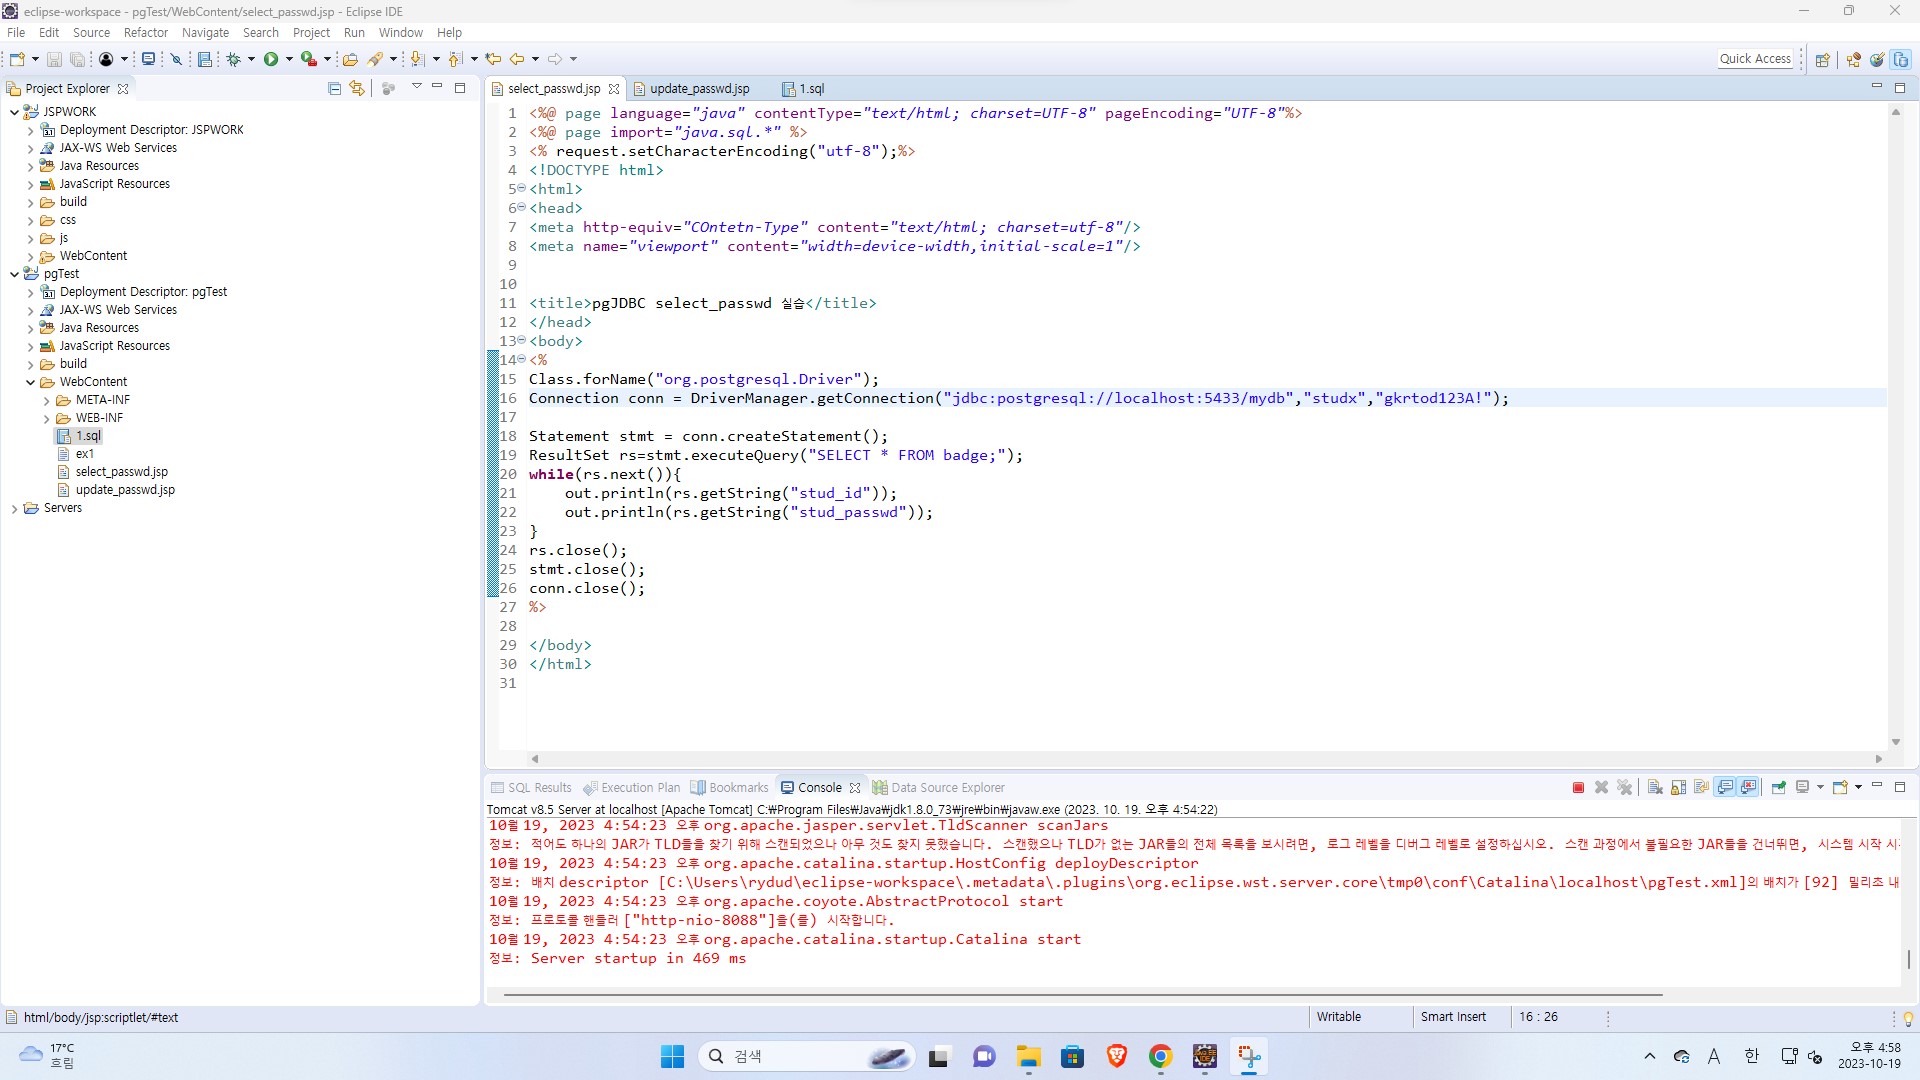 eclipse-workspace - pgTest/WebContent/select_passwd.jsp - Eclipse IDE
File Edit Source Refactor Navigate Search Project Run Window Help
Quick Access
Project Explorer
JSPWORK
Deployment Descriptor: JSPWORK
JAX-WS Web Services
Java Resources
JavaScript Resources
build
css
js
WebContent
pgTest
Deployment Descriptor: pgTest
JAX-WS Web Services
Java Resources
JavaScript Resources
build
WebContent
META-INF
WEB-INF
1.sql
ex1
select_passwd.jsp
update_passwd.jsp
Servers
select_passwd.jsp update_passwd.jsp 1.sql
1 <%@ page language="java" contentType="text/html; charset=UTF-8" pageEncoding="UTF-8"%>
2 <%@ page import="java.sql.*" %>
3 <% request.setCharacterEncoding("utf-8");%>
4 <!DOCTYPE html>
5 <html>
6 <head>
7 <meta http-equiv="COntetn-Type" content="text/html; charset=utf-8"/>
8 <meta name="viewport" content="width=device-width,initial-scale=1"/>
9
10
11 <title>pgJDBC select_passwd 실습</title>
12 </head>
13 <body>
14 <%
15 Class.forName("org.postgresql.Driver");
16 Connection conn = DriverManager.getConnection("jdbc:postgresql://localhost:5433/mydb","studx","gkrtod123A!");
17
18 Statement stmt = conn.createStatement();
19 ResultSet rs=stmt.executeQuery("SELECT * FROM badge;");
20 while(rs.next()){
21 out.println(rs.getString("stud_id"));
22 out.println(rs.getString("stud_passwd"));
23 }
24 rs.close();
25 stmt.close();
26 conn.close();
27 %>
28
29 </body>
30 </html>
31
SQL Results Execution Plan Bookmarks Console Data Source Explorer
Tomcat v8.5 Server at localhost [Apache Tomcat] C:₩Program Files₩Java₩jdk1.8.0_73₩jre₩bin₩javaw.exe (2023. 10. 19. 오후 4:54:22)
10월 19, 2023 4:54:23 오후 org.apache.jasper.servlet.TldScanner scanJars
정보: 적어도 하나의 JAR가 TLD들을 찾기 위해 스캔되었으나 아무 것도 찾지 못했습니다. 스캔했으나 TLD가 없는 JAR들의 전체 목록을 보시려면, 로그 레벨을 디버그 레벨로 설정하십시오. 스캔 과정에서 불필요한 JAR들을 건너뛰면, 시스템 시작 시
10월 19, 2023 4:54:23 오후 org.apache.catalina.startup.HostConfig deployDescriptor
정보: 배치 descriptor [C:\Users\rydud\eclipse-workspace\.metadata\.plugins\org.eclipse.wst.server.core\tmp0\conf\Catalina\localhost\pgTest.xml]의 배치가 [92] 밀리초 내
10월 19, 2023 4:54:23 오후 org.apache.coyote.AbstractProtocol start
정보: 프로토콜 핸들러 ["http-nio-8088"]을(를) 시작합니다.
10월 19, 2023 4:54:23 오후 org.apache.catalina.startup.Catalina start
정보: Server startup in 469 ms
html/body/jsp:scriptlet/#text
Writable Smart Insert 16 : 26
17°C
흐림
검색
A 한
오후 4:58
2023-10-19